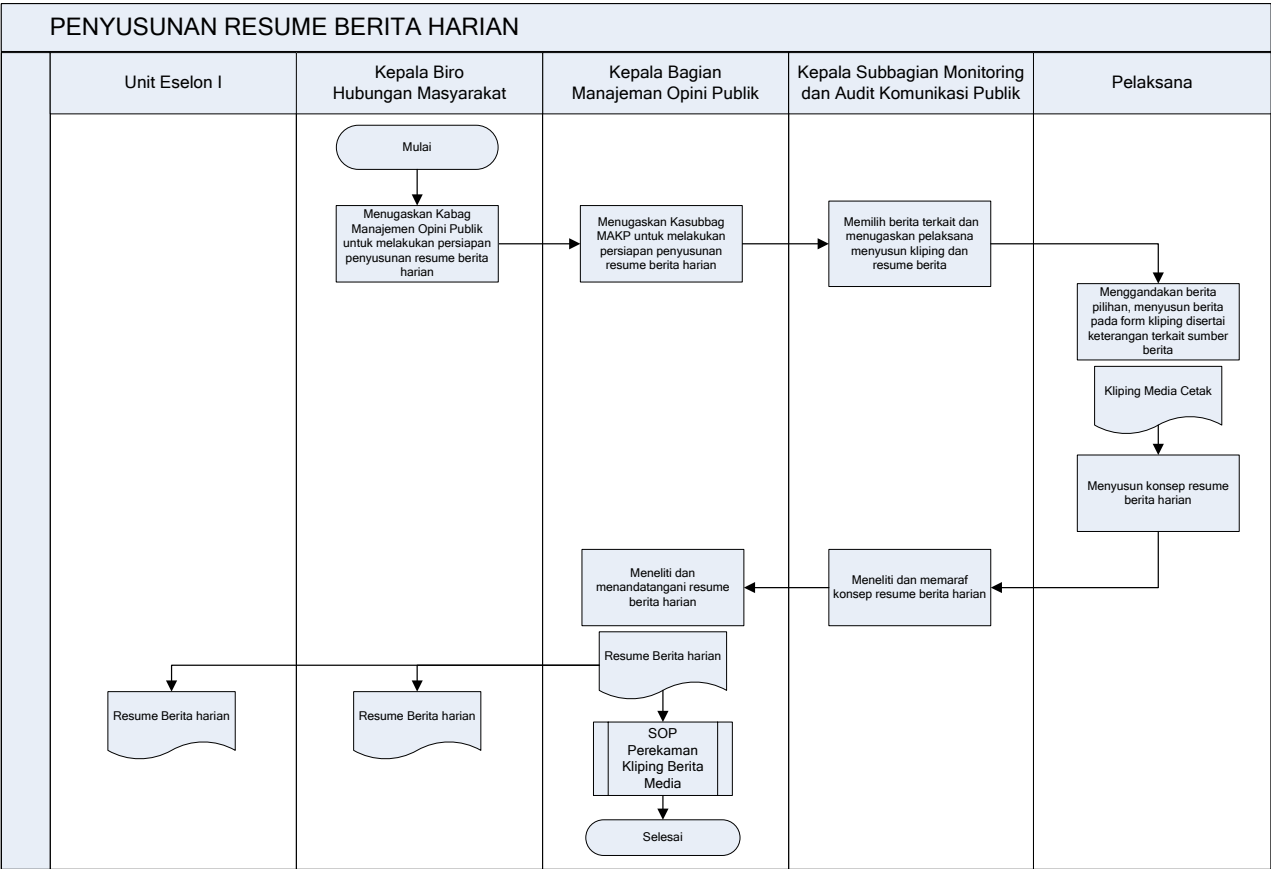 PENYUSUNAN RESUME BERITA HARIAN
Unit Eselon I
Kepala Biro
Hubungan Masyarakat
Kepala Bagian
Manajeman Opini Publik
Kepala Subbagian Monitoring
dan Audit Komunikasi Publik
Pelaksana
Mulai
Menugaskan Kabag
Manajemen Opini Publik
untuk melakukan persiapan
penyusunan resume berita
harian
Menugaskan Kasubbag
MAKP untuk melakukan
persiapan penyusunan
resume berita harian
Memilih berita terkait dan
menugaskan pelaksana
menyusun kliping dan
resume berita
Menggandakan berita
pilihan, menyusun berita
pada form kliping disertai
keterangan terkait sumber
berita
Kliping Media Cetak
Menyusun konsep resume
berita harian
Meneliti dan memaraf
konsep resume berita harian
Meneliti dan
menandatangani resume
berita harian
Resume Berita harian
Resume Berita harian
Resume Berita harian
SOP
Perekaman
Kliping Berita
Media
Selesai